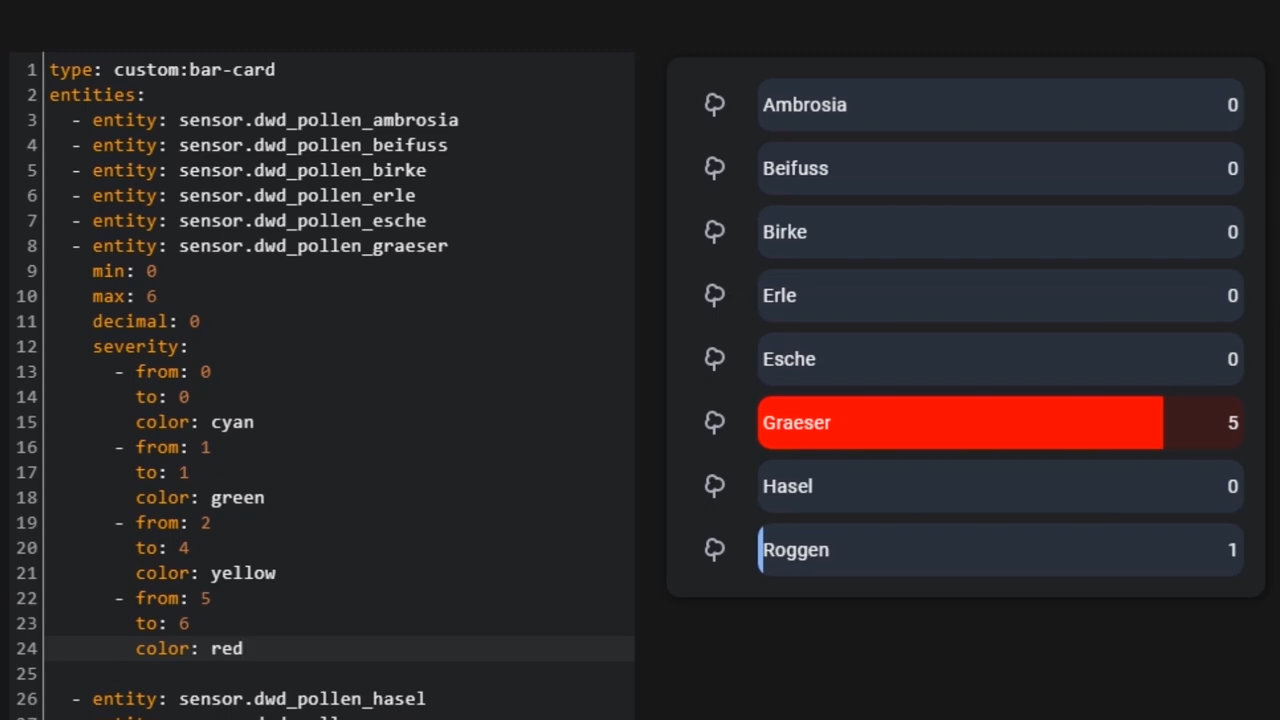 1 type: custom:bar-card
2 entities:
3 - entity: sensor.dwd_pollen_ambrosia
4 - entity: sensor.dwd_pollen_beifuss
5 - entity: sensor.dwd_pollen_birke
6 - entity: sensor.dwd_pollen_erle
7 - entity: sensor.dwd_pollen_esche
8 - entity: sensor.dwd_pollen_graeser
9 min: 0
10 max: 6
11 decimal: 0
12 severity:
13 - from: 0
14 to: 0
15 color: cyan
16 - from: 1
17 to: 1
18 color: green
19 - from: 2
20 to: 4
21 color: yellow
22 - from: 5
23 to: 6
24 color: red
25
26 - entity: sensor.dwd_pollen_hasel
Ambrosia 0
Beifuss 0
Birke 0
Erle 0
Esche 0
Graeser 5
Hasel 0
Roggen 1